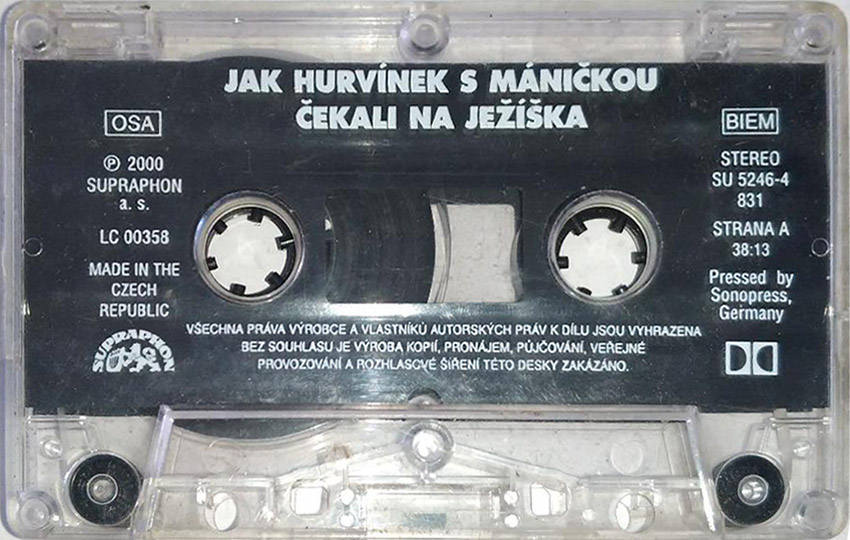 JAK HURVÍNEK S MÁNIČKOU
ČEKALI NA JEŽÍŠKA
OSA
℗ 2000
SUPRAPHON
a. s.
LC 00358
MADE IN THE
CZECH
REPUBLIC
SUPRAPHON
BIEM
STEREO
SU 5246-4
831
STRANA A
38:13
Pressed by
Sonopress,
Germany
VŠECHNA PRÁVA VÝROBCE A VLASTNÍKŮ AUTORSKÝCH PRÁV K DÍLU JSOU VYHRAZENA
BEZ SOUHLASU JE VÝROBA KOPIÍ, PRONÁJEM, PŮJČOVÁNÍ, VEŘEJNÉ
PROVOZOVÁNÍ A ROZHLASOVÉ ŠÍŘENÍ TÉTO DESKY ZAKÁZÁNO.